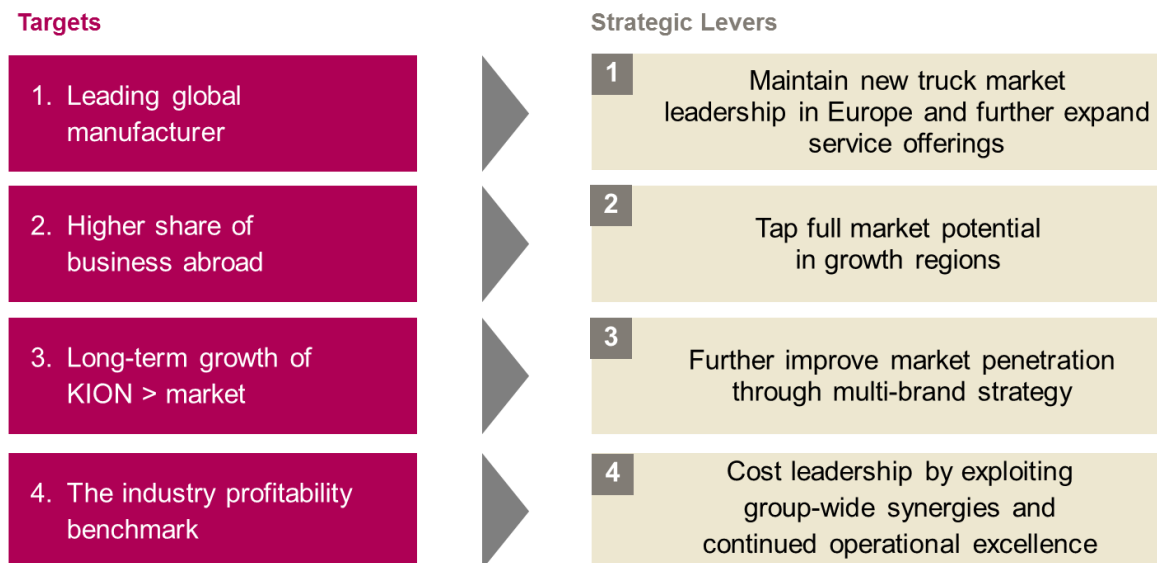 Targets
Strategic Levers
1. Leading global
manufacturer
1
Maintain new truck market
leadership in Europe and further expand
service offerings
2. Higher share of
business abroad
2
Tap full market potential
in growth regions
3. Long-term growth of
KION > market
3
Further improve market penetration
through multi-brand strategy
4. The industry profitability
benchmark
4
Cost leadership by exploiting
group-wide synergies and
continued operational excellence